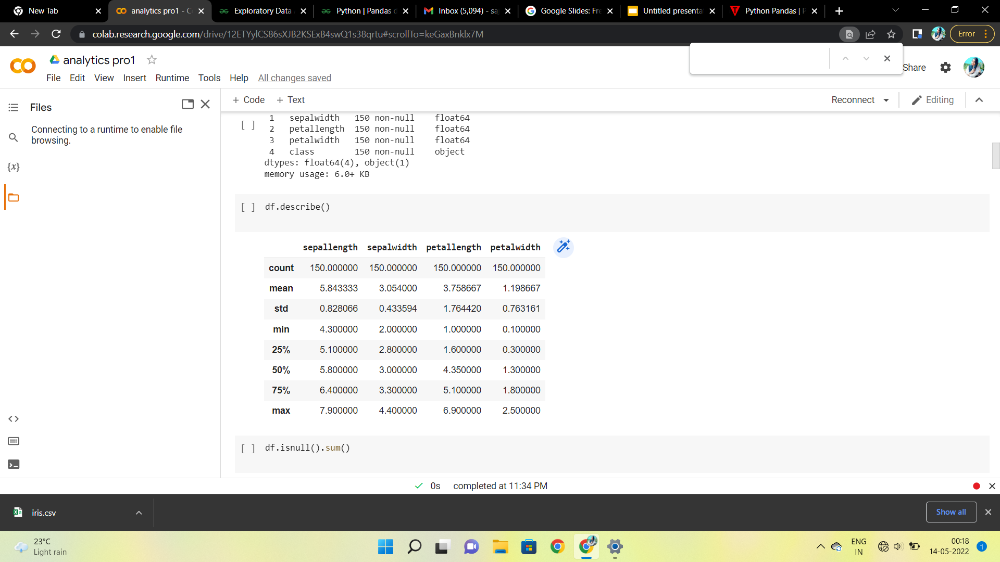 New Tab
analytics pro1 - C
Exploratory Data
Python | Pandas d
Inbox (5,094) - sa
Google Slides: Fre
Untitled presenta
Python Pandas | P
colab.research.google.com/drive/12ETYylCS86sXJB2KSExB4swQ1s38qrtu#scrollTo=keGaxBnklx7M
Error
analytics pro1
File Edit View Insert Runtime Tools Help All changes saved
Share
Files
Connecting to a runtime to enable file
browsing.
{x}
+ Code + Text
Reconnect
Editing
[ ]
1 sepalwidth 150 non-null float64
2 petallength 150 non-null float64
3 petalwidth 150 non-null float64
4 class 150 non-null object
dtypes: float64(4), object(1)
memory usage: 6.0+ KB
[ ] df.describe()
sepallength sepalwidth petallength petalwidth
count 150.000000 150.000000 150.000000 150.000000
mean 5.843333 3.054000 3.758667 1.198667
std 0.828066 0.433594 1.764420 0.763161
min 4.300000 2.000000 1.000000 0.100000
25% 5.100000 2.800000 1.600000 0.300000
50% 5.800000 3.000000 4.350000 1.300000
75% 6.400000 3.300000 5.100000 1.800000
max 7.900000 4.400000 6.900000 2.500000
[ ] df.isnull().sum()
0s completed at 11:34 PM
iris.csv
Show all
23°C
Light rain
ENG
IN
00:18
14-05-2022
1